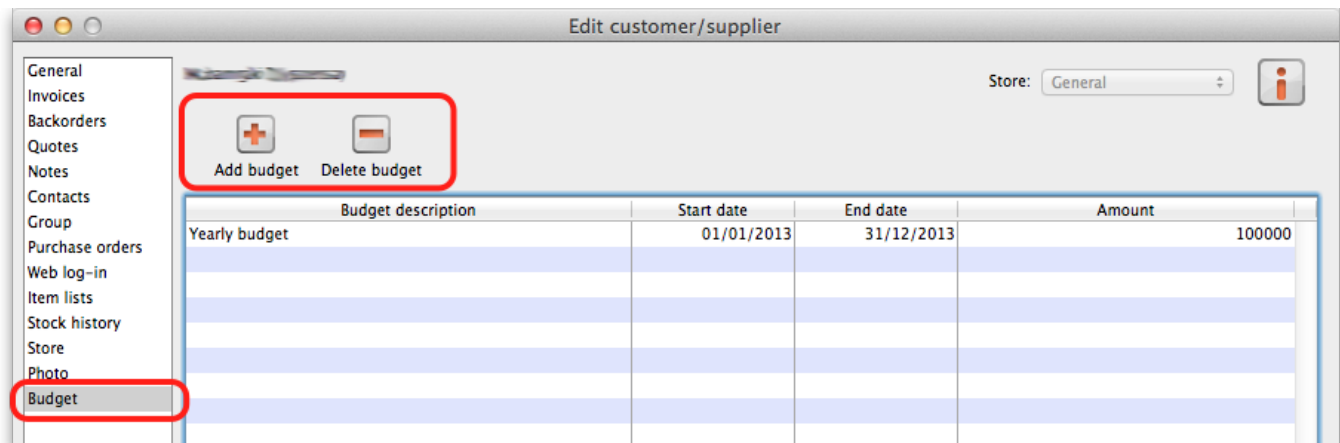 Edit customer/supplier
General
Invoices
Backorders
Quotes
Notes
Contacts
Group
Purchase orders
Web log-in
Item lists
Stock history
Store
Photo
Budget
Store: General
Add budget Delete budget
Budget description Start date End date Amount
Yearly budget 01/01/2013 31/12/2013 100000